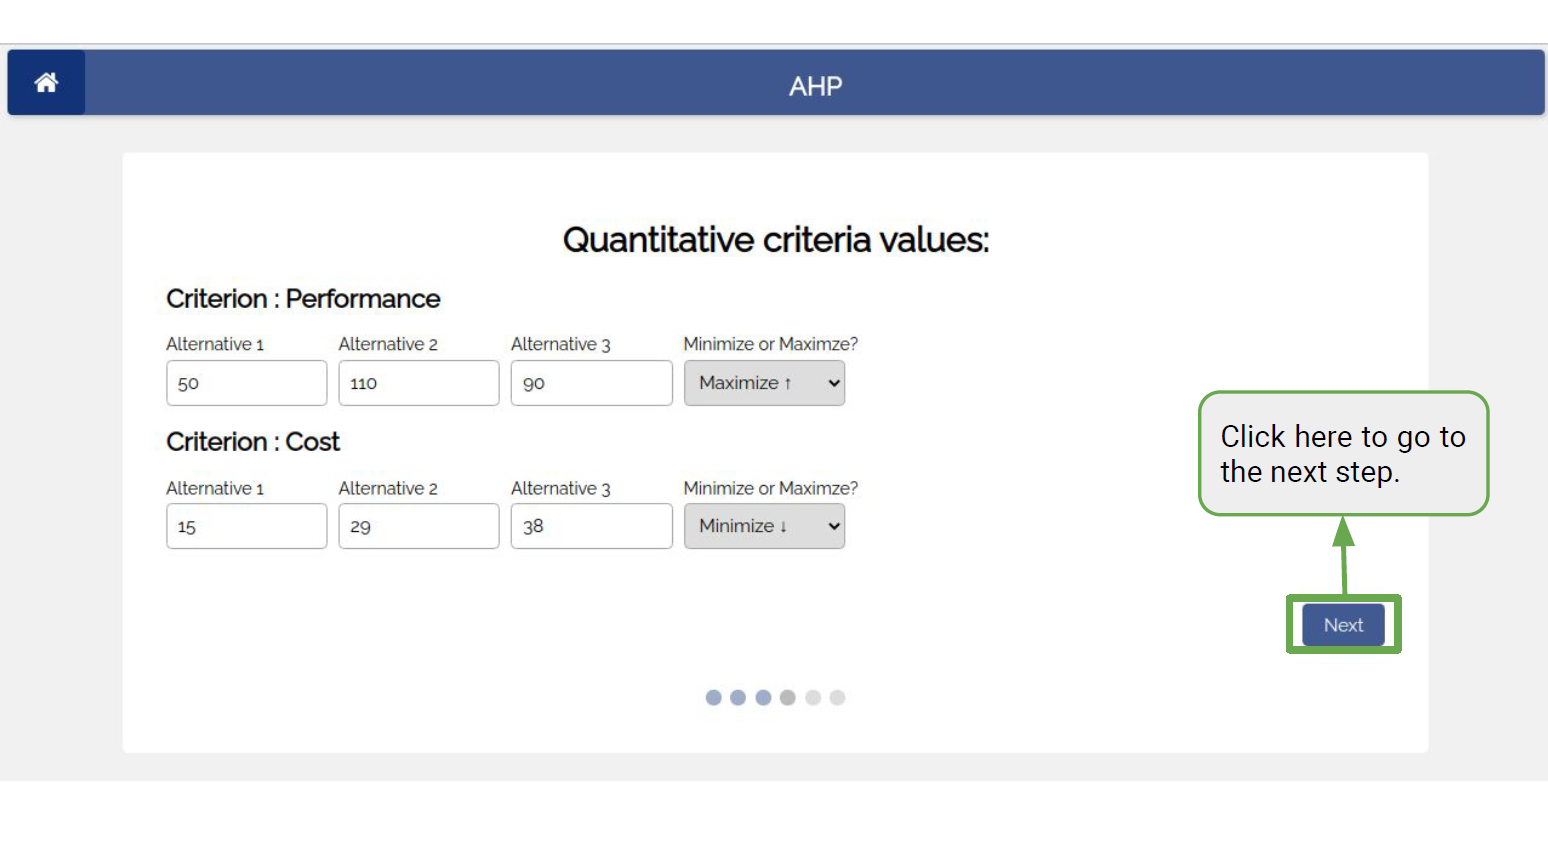 AHP
Quantitative criteria values:
Criterion : Performance
Alternative 1 Alternative 2 Alternative 3 Minimize or Maximze?
50 110 90 Maximize ↑
Criterion : Cost
Alternative 1 Alternative 2 Alternative 3 Minimize or Maximze?
15 29 38 Minimize ↓
Click here to go to
the next step.
Next